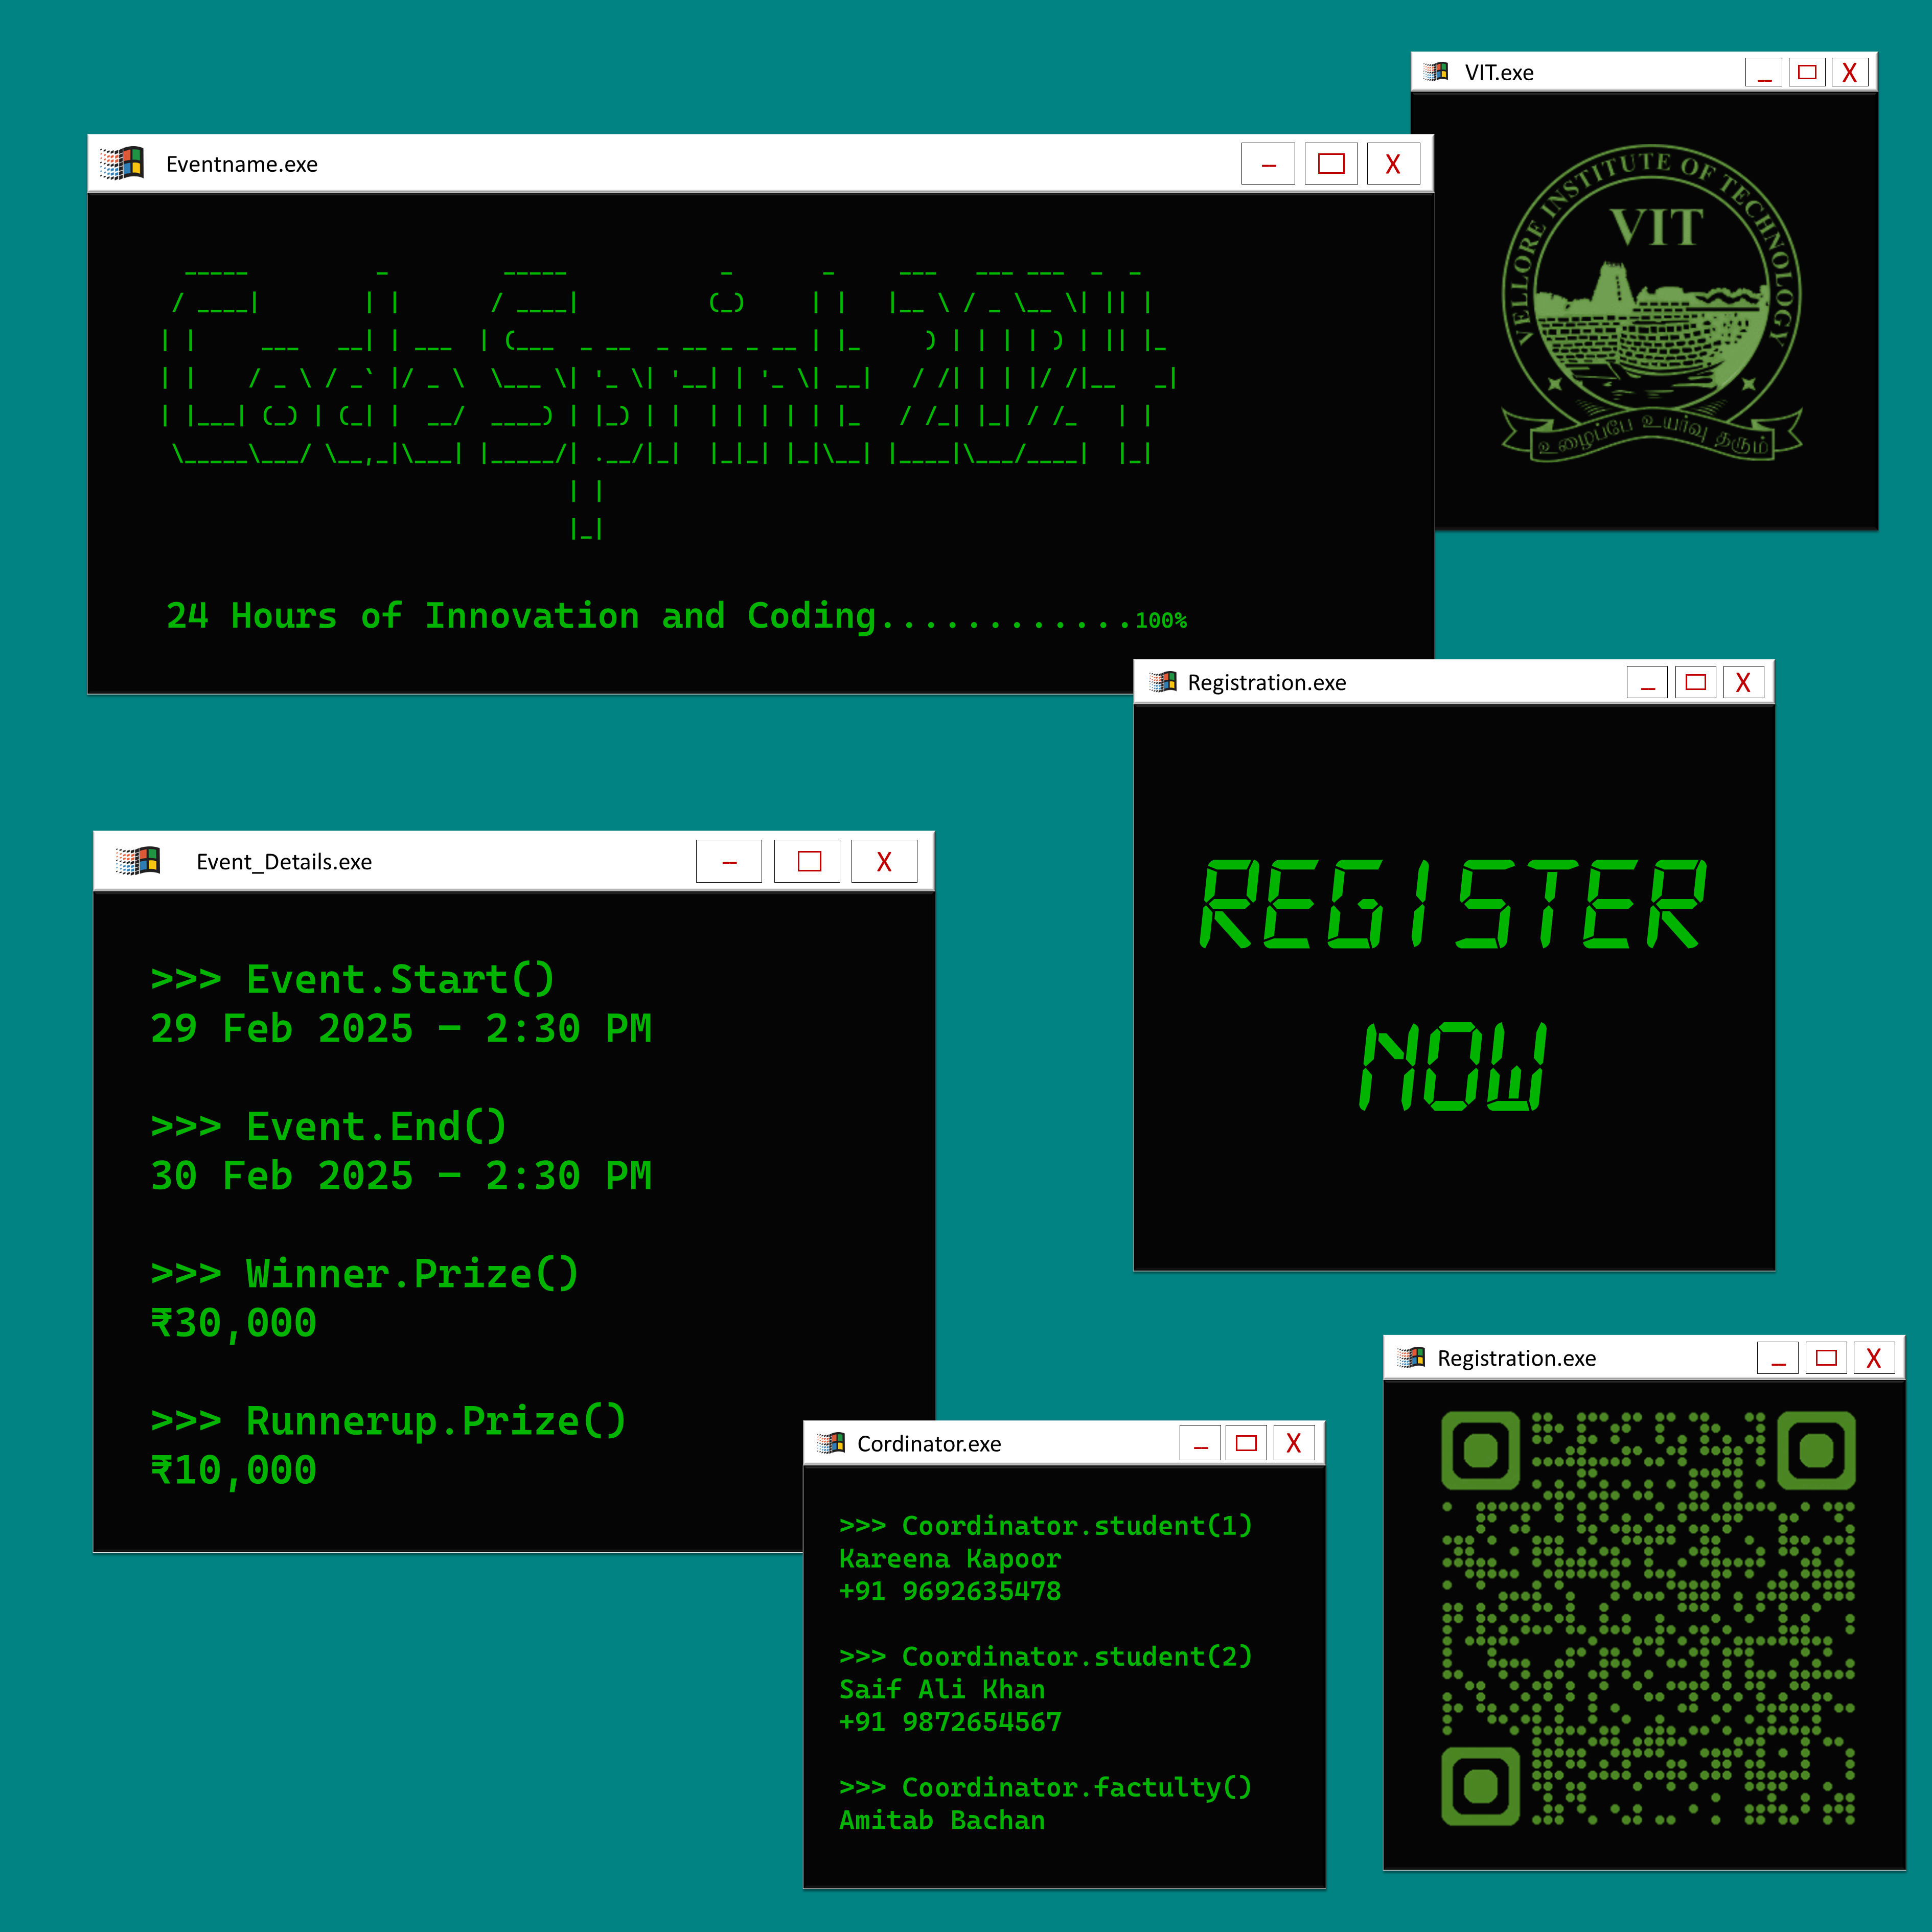 VIT.exe
VELLORE INSTITUTE OF TECHNOLOGY
VIT
உழைப்பே உயர்வு தரும்
Eventname.exe
CodeSprint 2024
24 Hours of Innovation and Coding............100%
Registration.exe
REGISTER
NOW
Event_Details.exe
>>> Event.Start()
29 Feb 2025 – 2:30 PM
>>> Event.End()
30 Feb 2025 – 2:30 PM
>>> Winner.Prize()
₹30,000
>>> Runnerup.Prize()
₹10,000
Cordinator.exe
>>> Coordinator.student(1)
Kareena Kapoor
+91 9692635478
>>> Coordinator.student(2)
Saif Ali Khan
+91 9872654567
>>> Coordinator.factulty()
Amitab Bachan
Registration.exe